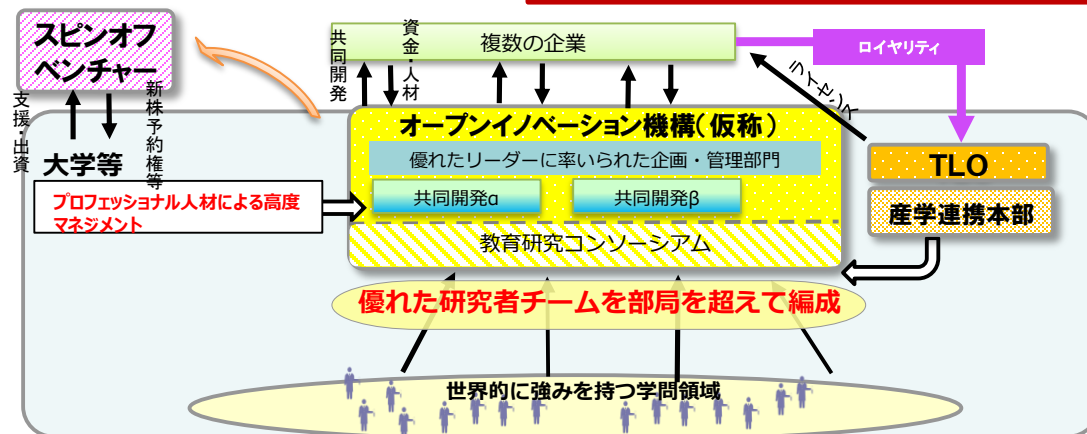 スピンオフ
ベンチャー
共同開発
資金・人材
複数の企業
ロイヤリティ
ライセンス
支援・出資
新株予約権等
大学等
オープンイノベーション機構(仮称)
優れたリーダーに率いられた企画・管理部門
共同開発α
共同開発β
教育研究コンソーシアム
プロフェッショナル人材による高度
マネジメント
TLO
産学連携本部
優れた研究者チームを部局を超えて編成
世界的に強みを持つ学問領域